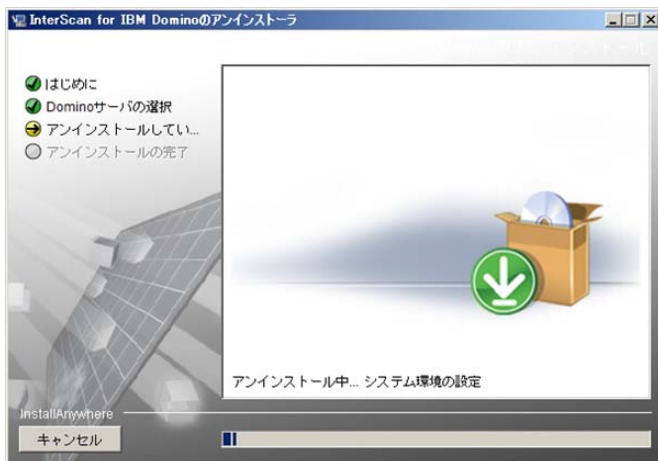 InterScan for IBM Dominoのアンインストーラ
はじめに
Dominoサーバの選択
アンインストールしてい...
アンインストールの完了
アンインストール中... システム環境の設定
InstallAnywhere
キャンセル